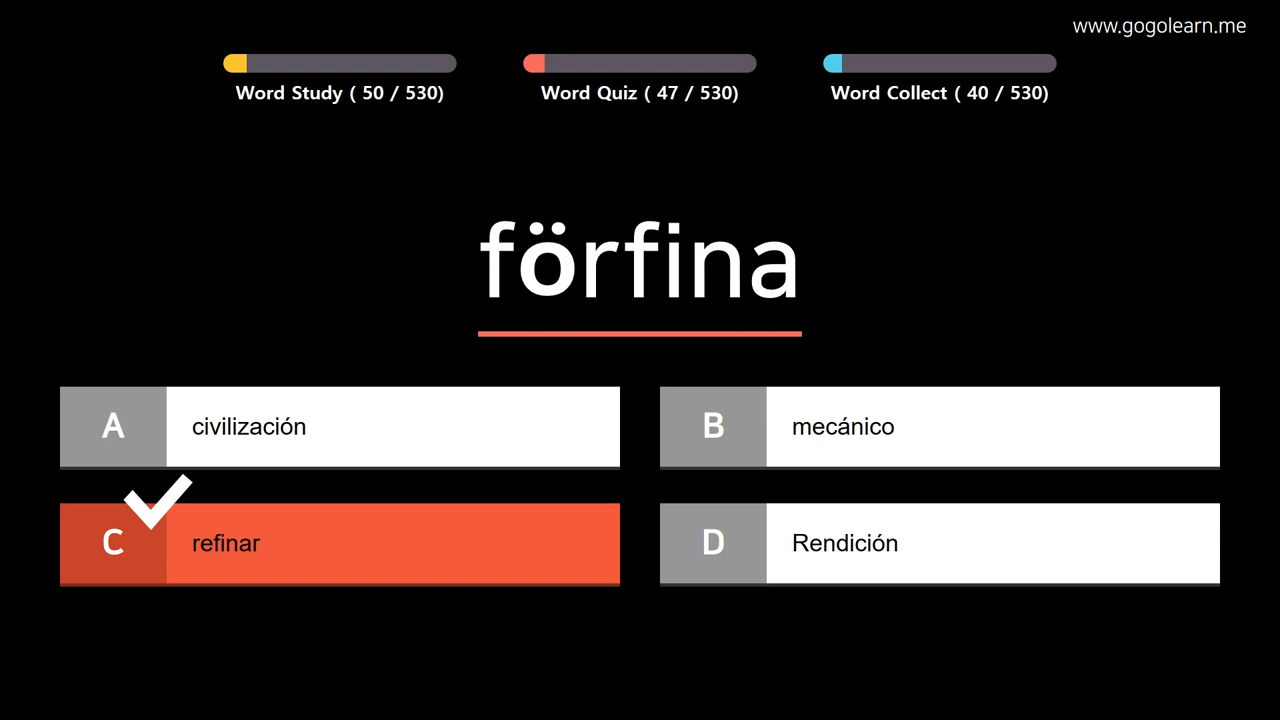 www.gogolearn.me
Word Study ( 50 / 530)
Word Quiz ( 47 / 530)
Word Collect ( 40 / 530)
förfina
A civilización
B mecánico
C refinar
D Rendición